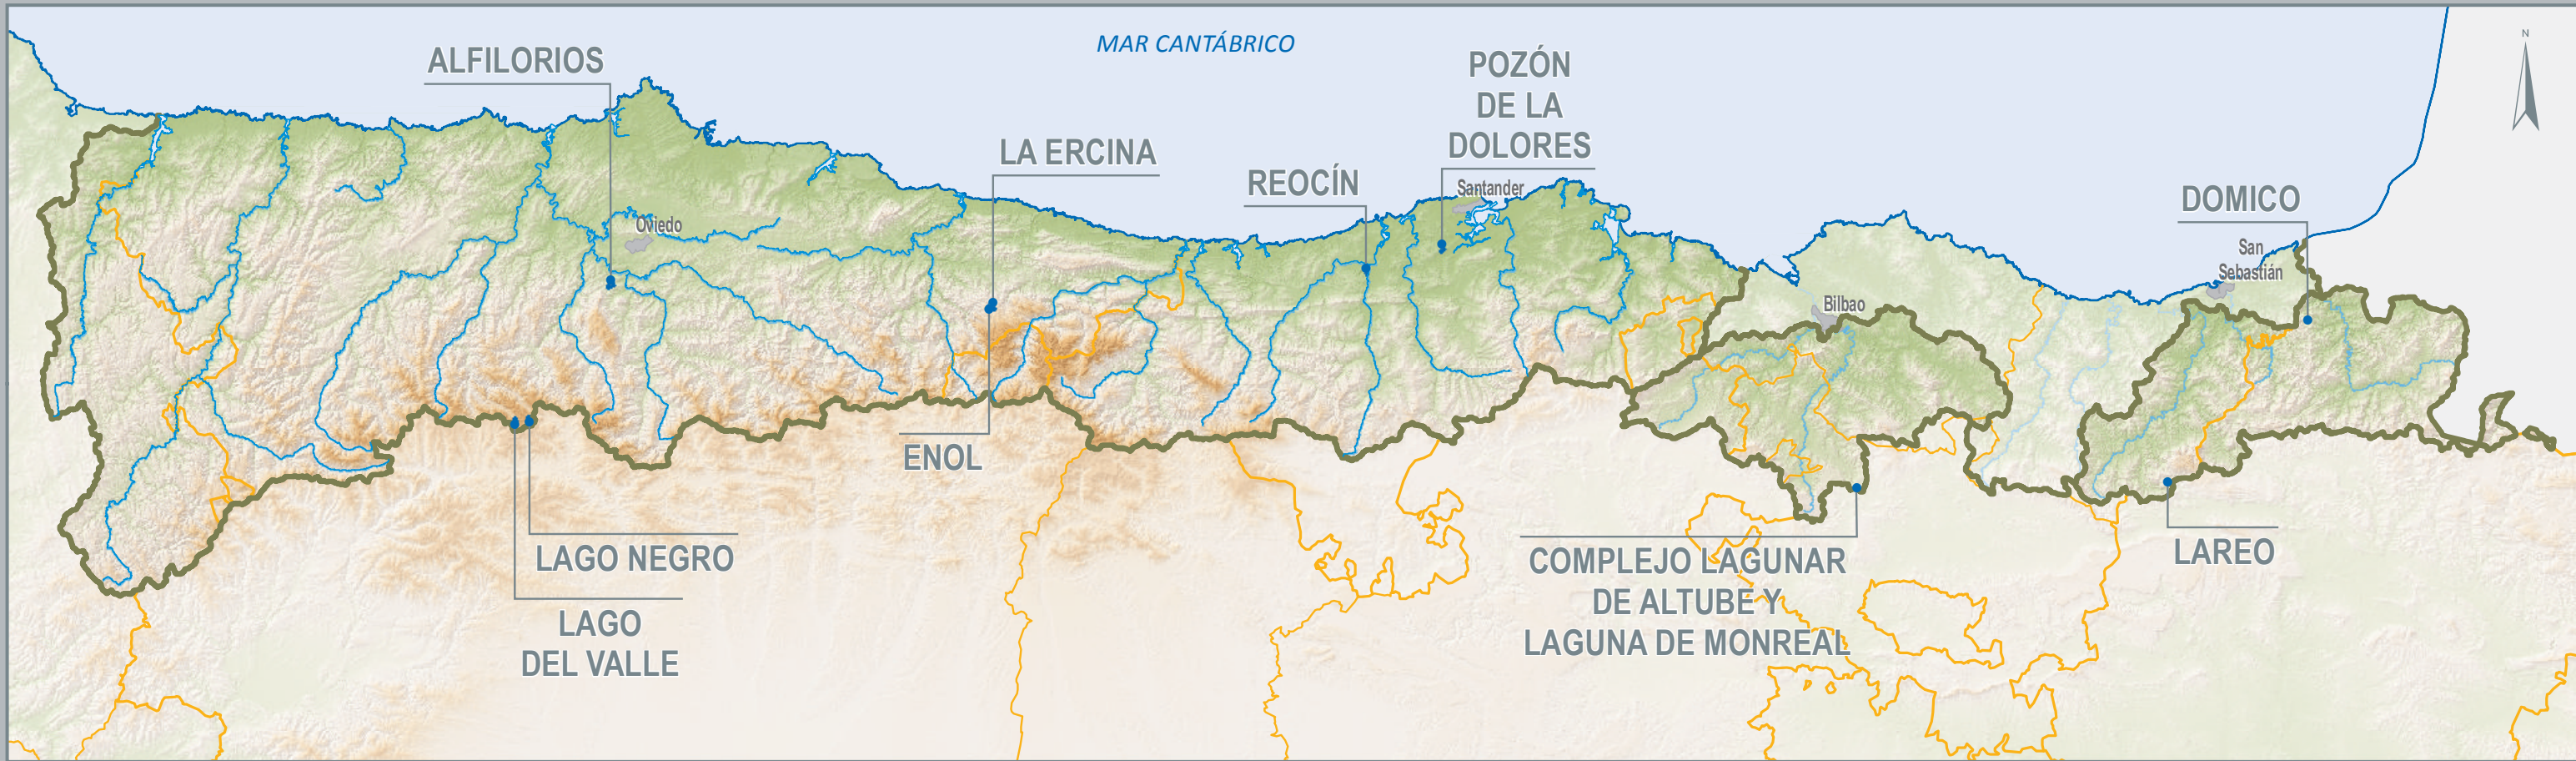 MAR CANTÁBRICO
N
ALFILORIOS
POZÓN
DE LA
DOLORES
LA ERCINA
REOCÍN
Santander
DOMICO
Oviedo
San
Sebastián
Bilbao
ENOL
LAGO NEGRO
LAGO
DEL VALLE
COMPLEJO LAGUNAR
DE ALTUBE Y
LAGUNA DE MONREAL
LAREO